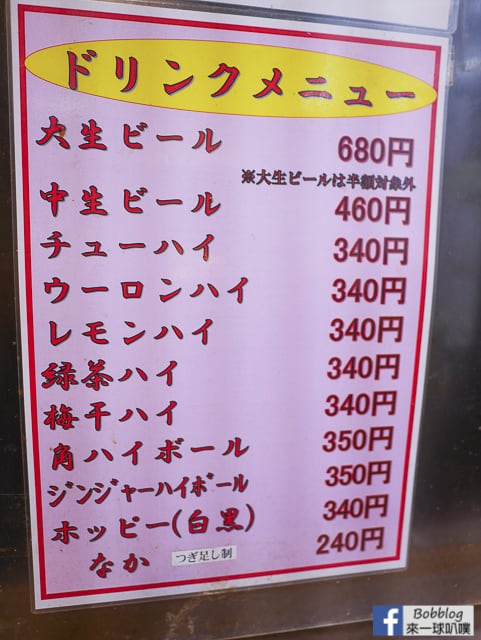 ドリンクメニュー
大生ビール 680円
※大生ビールは半額対象外
中生ビール 460円
チューハイ 340円
ウーロンハイ 340円
レモンハイ 340円
緑茶ハイ 340円
梅干ハイ 340円
角ハイボール 350円
ジンジャーハイボール 350円
ホッピー(白黒) 340円
なか つぎ足し制 240円
f Bobblog
來一球叭噗